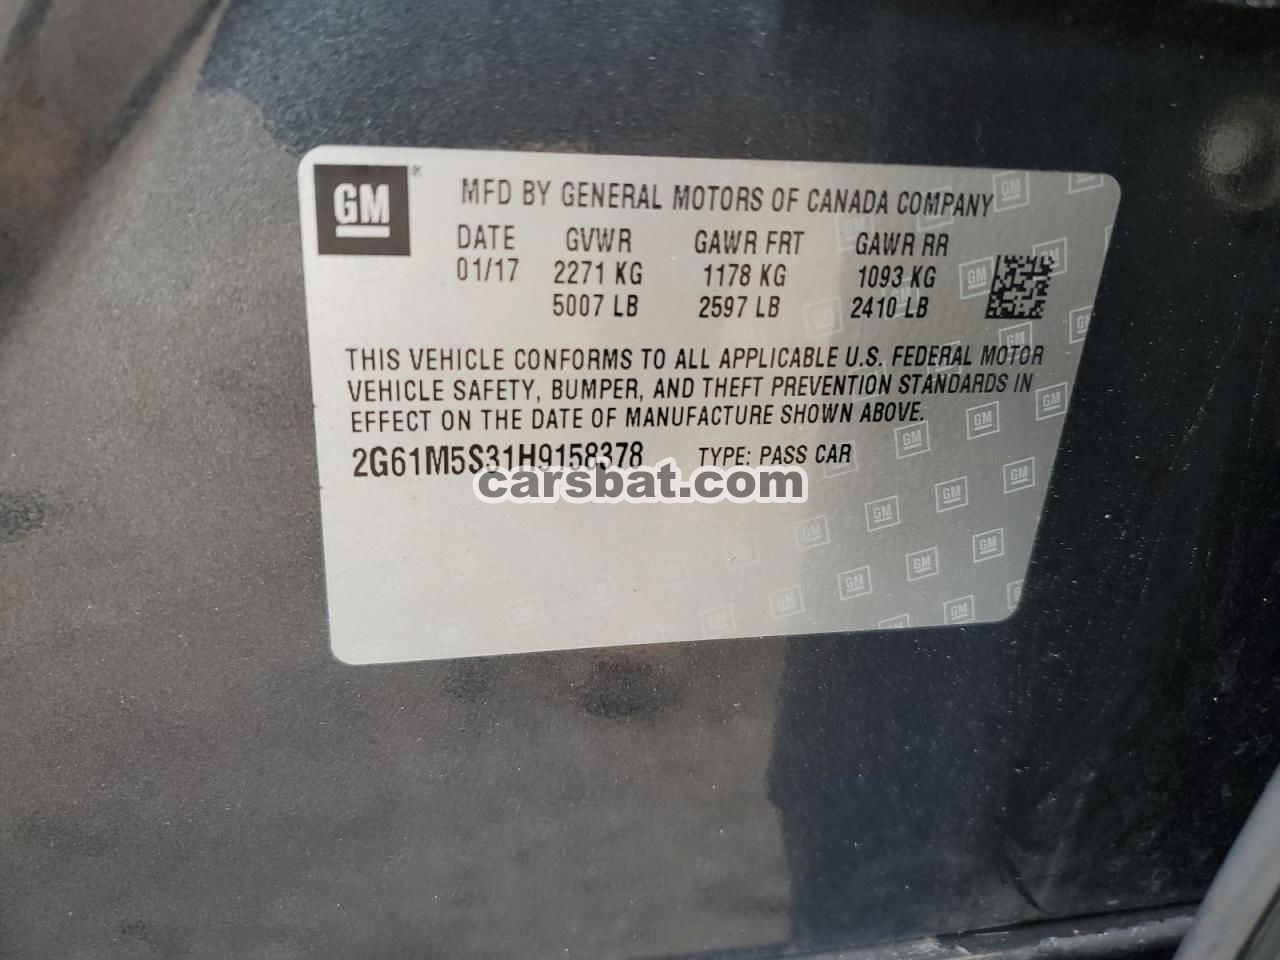 GM® MFD BY GENERAL MOTORS OF CANADA COMPANY
DATE GVWR GAWR FRT GAWR RR
01/17 2271 KG 1178 KG 1093 KG
5007 LB 2597 LB 2410 LB
THIS VEHICLE CONFORMS TO ALL APPLICABLE U.S. FEDERAL MOTOR
VEHICLE SAFETY, BUMPER, AND THEFT PREVENTION STANDARDS IN
EFFECT ON THE DATE OF MANUFACTURE SHOWN ABOVE.
2G61M5S31H9158378 TYPE: PASS CAR
carsbat.com